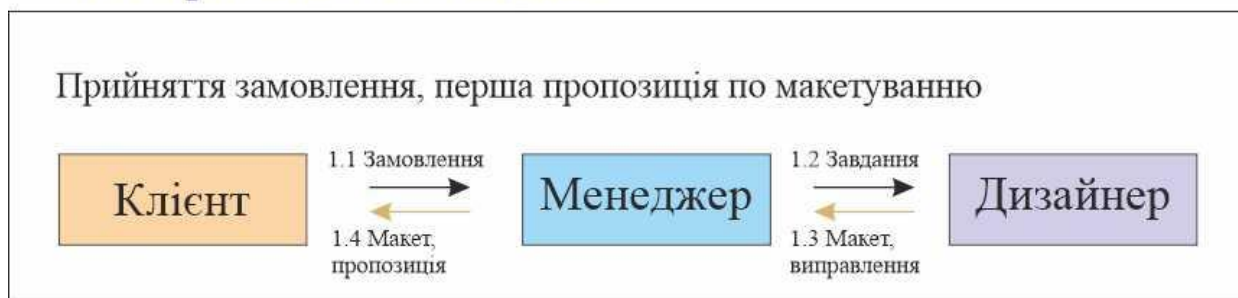 Прийняття замовлення, перша пропозиція по макетуванню
1.1 Замовлення
1.2 Завдання
Клієнт
Менеджер
Дизайнер
1.4 Макет,
пропозиція
1.3 Макет,
виправлення